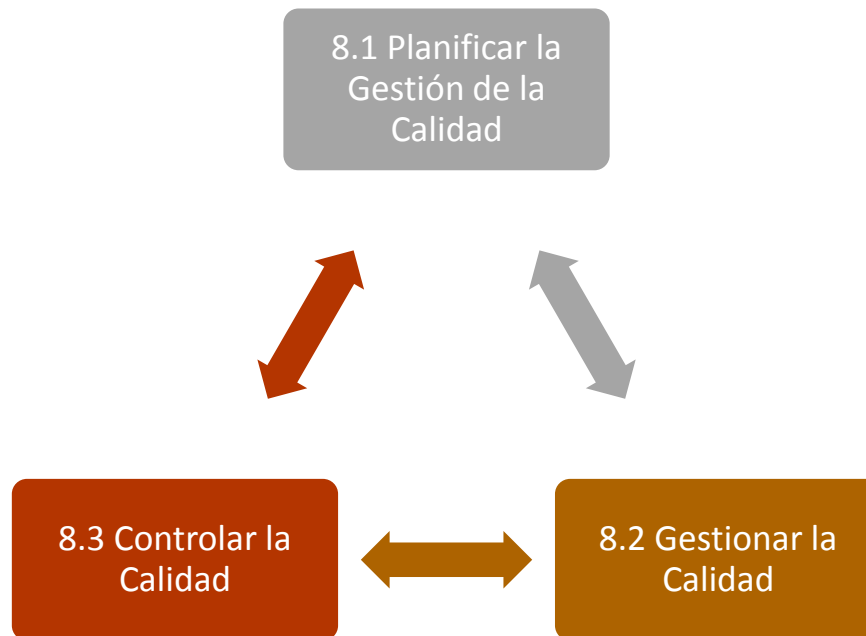 8.1 Planificar la
Gestión de la
Calidad
8.3 Controlar la
Calidad
8.2 Gestionar la
Calidad